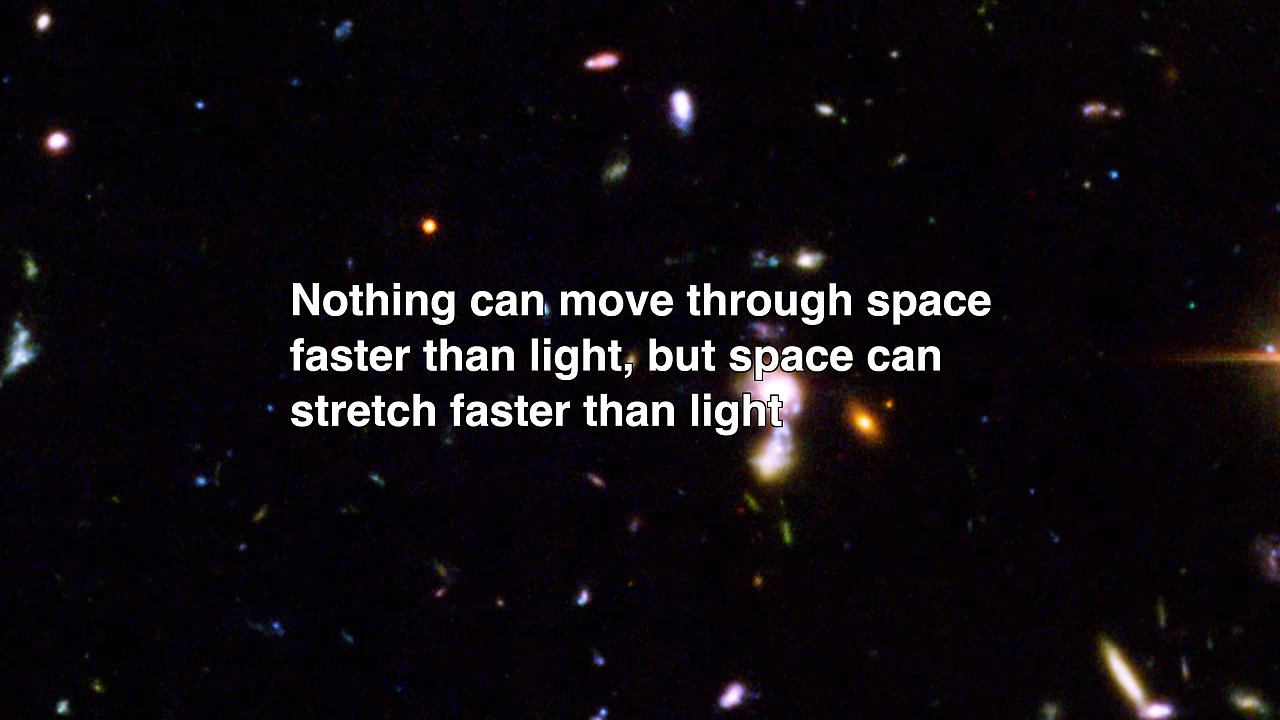 Nothing can move through space
faster than light, but space can
stretch faster than light